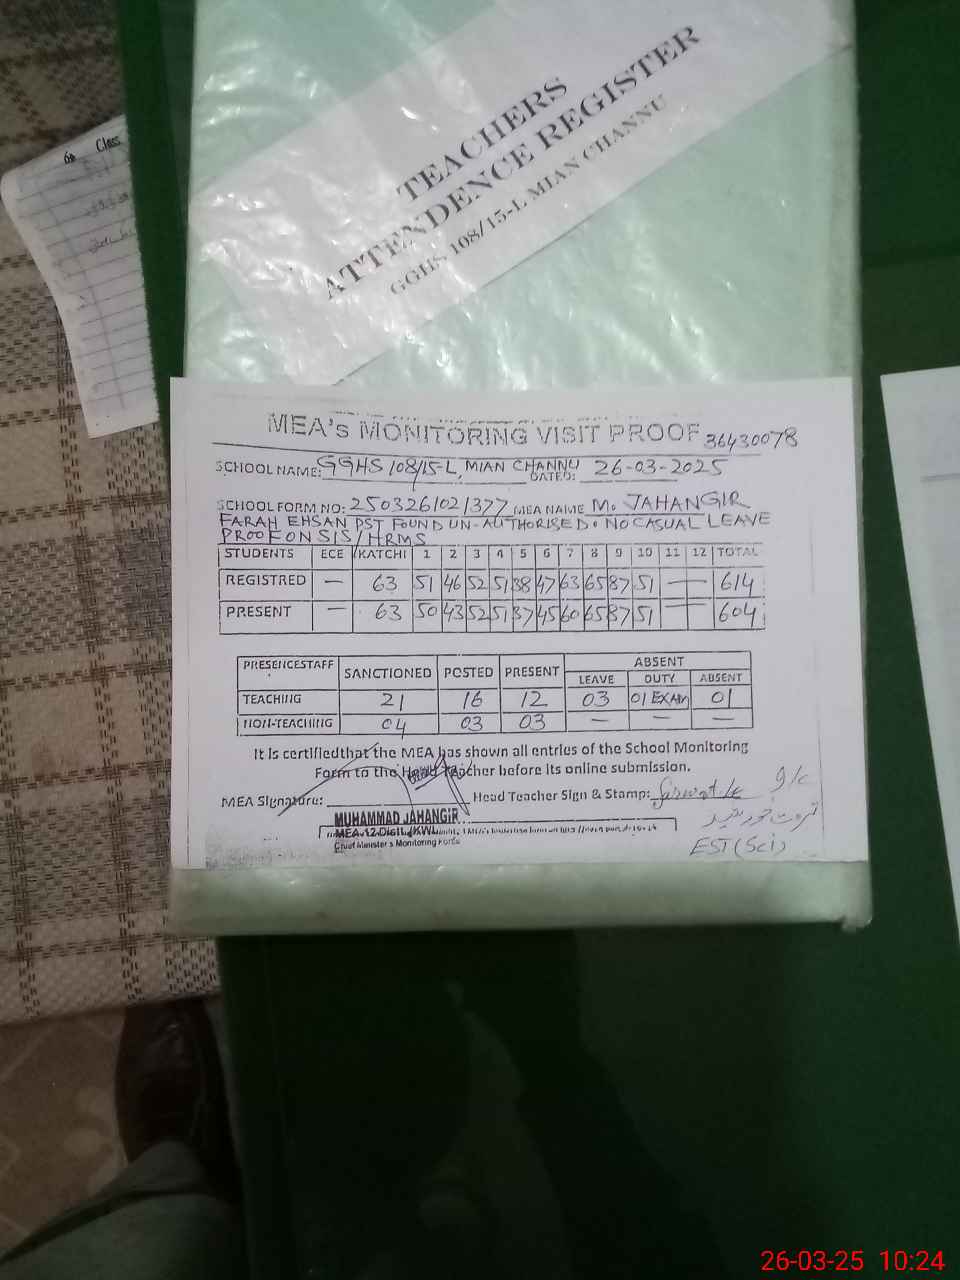 6th Class
TEACHERS
ATTENDENCE REGISTER
GGHS 108/15-L MIAN CHANNU
MEA's MONITORING VISIT PROOF 36430078
SCHOOL NAME: GGHS 108/15-L, MIAN CHANNU DATED: 26-03-2025
SCHOOL FORM NO: 2503261021377 MEA NAME M. JAHANGIR
FARAH EHSAN PST FOUND UN-AUTHORISED. NO CASUAL LEAVE
PROOF ON SIS/HRMS
STUDENTS ECE KATCHI 1 2 3 4 5 6 7 8 9 10 11 12 TOTAL
REGISTRED — 63 51 46 52 51 38 47 63 65 87 51 — 614
PRESENT — 63 50 43 52 51 37 45 60 65 87 51 — 604
PRESENCESTAFF SANCTIONED POSTED PRESENT ABSENT
LEAVE DUTY ABSENT
TEACHING 21 16 12 03 01 EXAM 01
NON-TEACHING 04 03 03 — — —
It is certifiedthat the MEA has shown all entries of the School Monitoring
Form to the Head Teacher before its online submission.
MEA Signature: Head Teacher Sign & Stamp:
MUHAMMAD JAHANGIR
MEA-12 Distt. (KWL)
Chief Minister's Monitoring Force
EST (Sci)
26-03-25 10:24